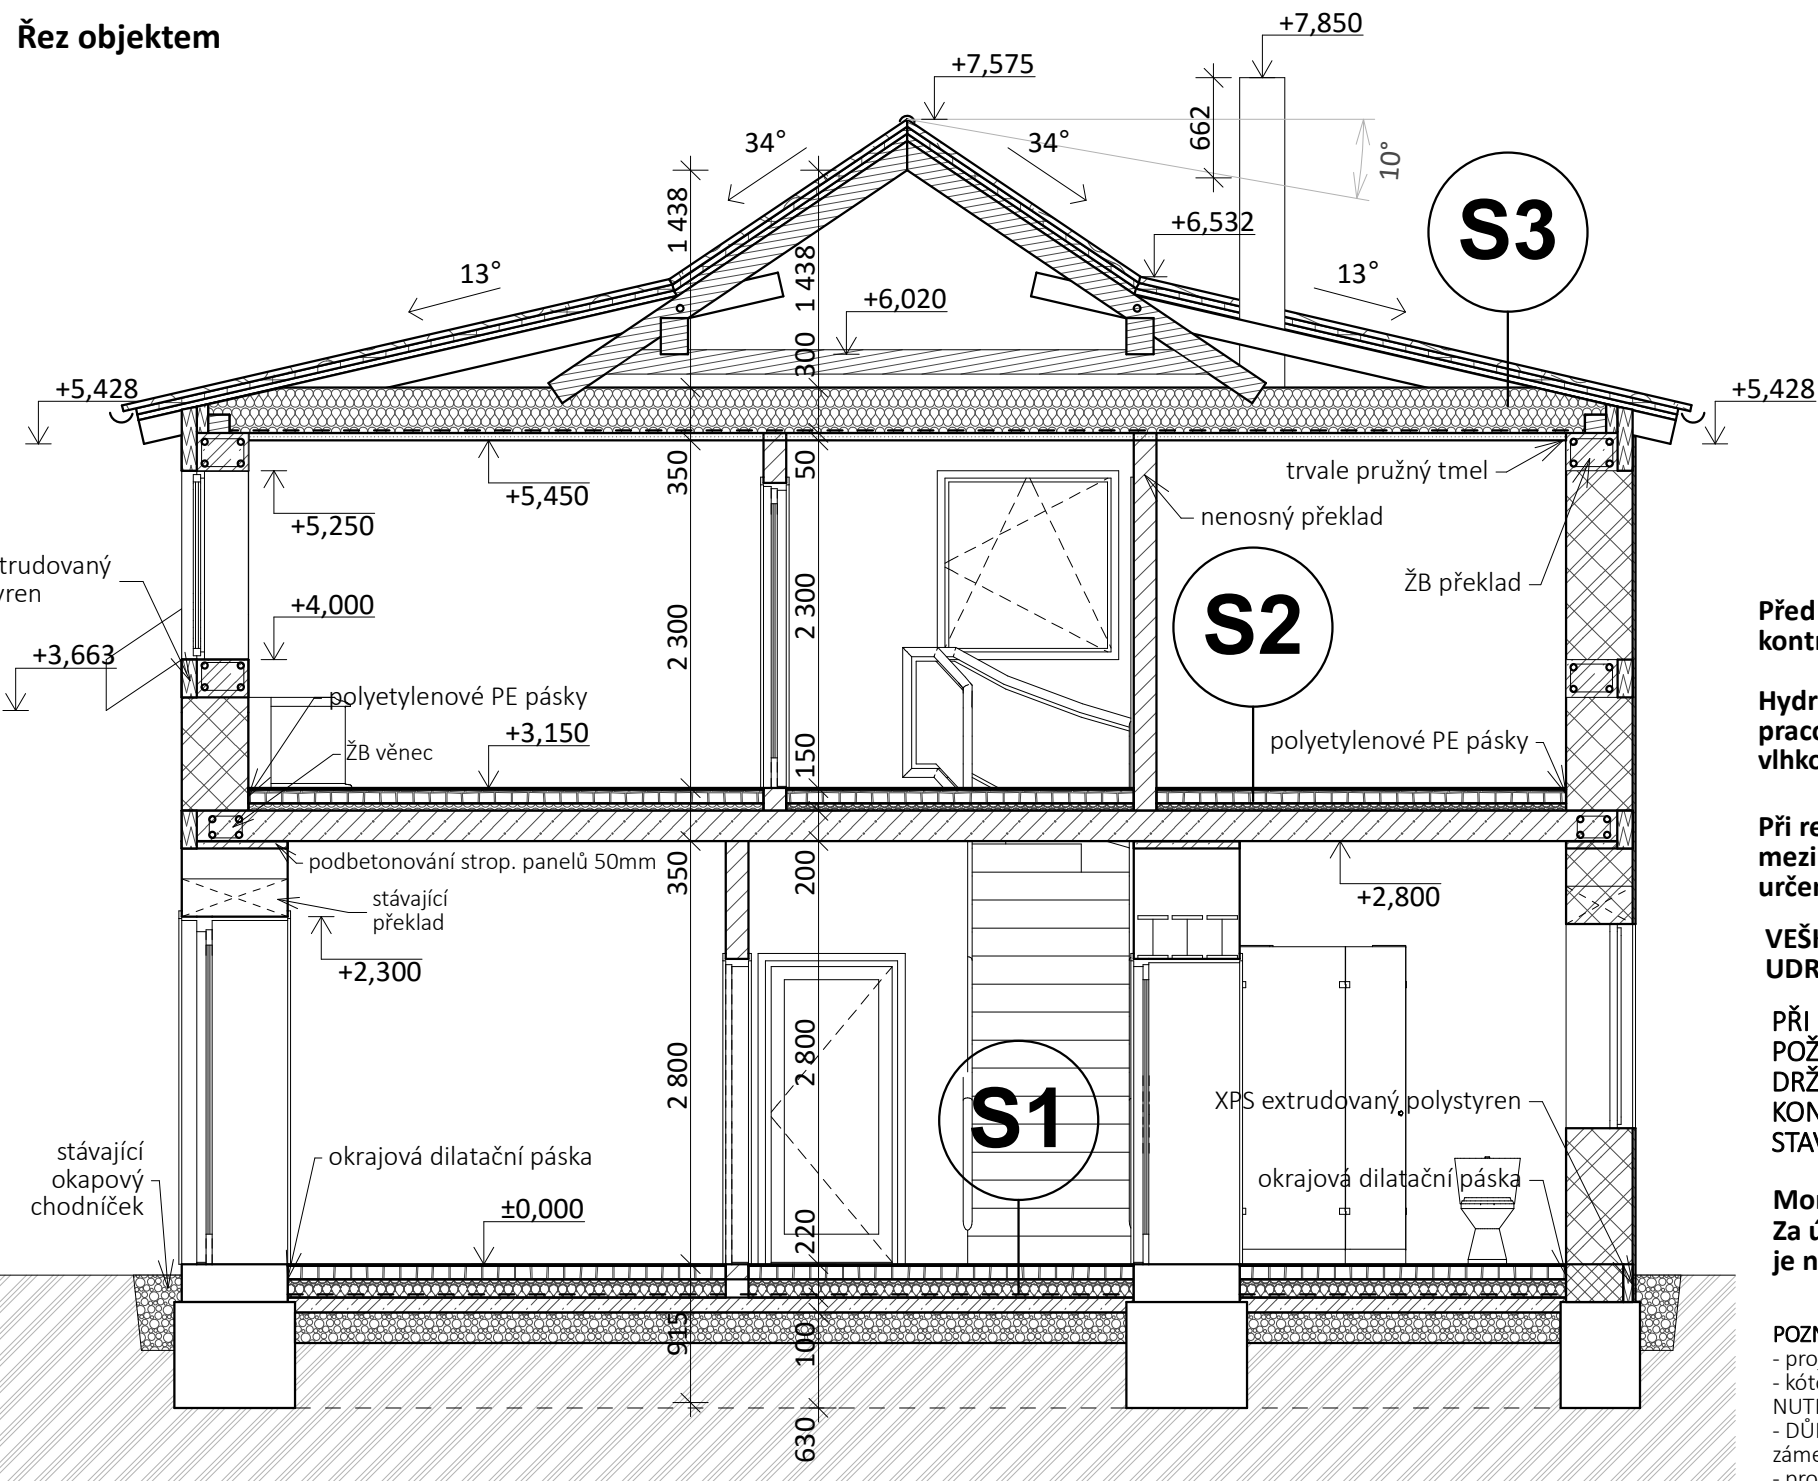 Řez objektem
+7,850
+7,575
662
34°
34°
10°
1 438
1 438
S3
+6,532
13°
13°
+6,020
300
+5,428
+5,428
350
50
trvale pružný tmel
+5,450
nenosný překlad
+5,250
trudovaný
yren
ŽB překlad
S2
+4,000
2 300
2 300
Před
+3,663
polyetylenové PE pásky
+3,150
ŽB věnec
150
polyetylenové PE pásky
podbetonování strop. panelů 50mm
350
200
stávající
překlad
+2,800
+2,300
2 800
2 800
S1
XPS extrudovaný polystyren
stávající
okapový
chodníček
okrajová dilatační páska
okrajová dilatační páska
±0,000
220
915
100
630
kontr
Hydr
praco
vlhko
Při re
mezi
určen
UDR
PŘI
POŽ
DRŽ
KON
STAV
Mor
Za ú
je n
POZN
- pro
- kót
NUT
- DŮ
záme